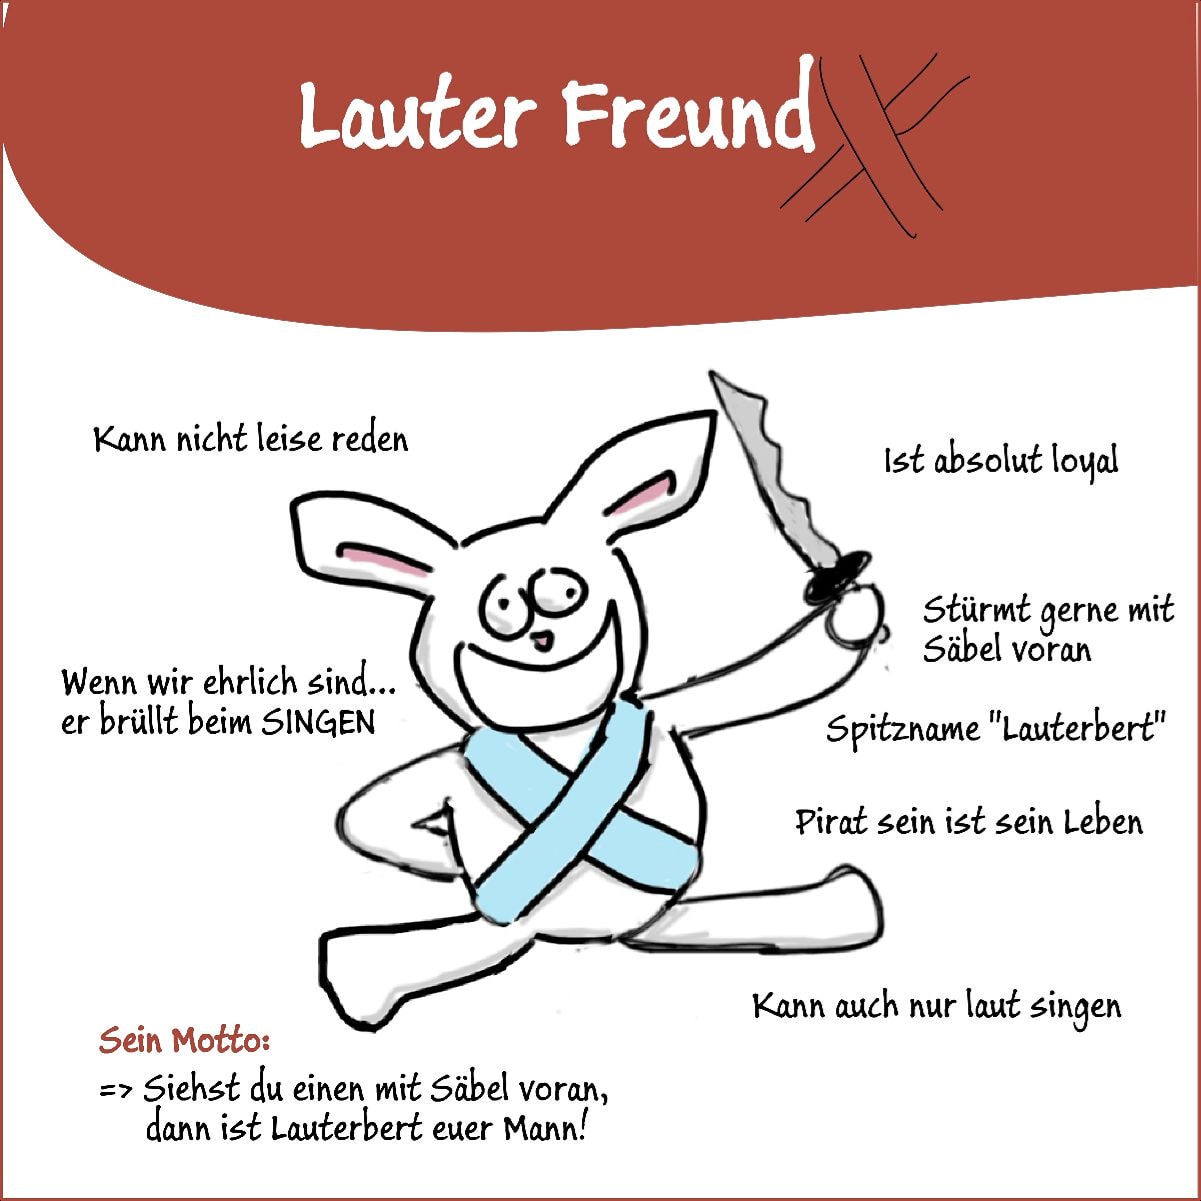 Lauter Freund
Kann nicht leise reden
Ist absolut loyal
Stürmt gerne mit
Säbel voran
Wenn wir ehrlich sind...
er brüllt beim SINGEN
Spitzname "Lauterbert"
Pirat sein ist sein Leben
Kann auch nur laut singen
Sein Motto:
=> Siehst du einen mit Säbel voran,
dann ist Lauterbert euer Mann!